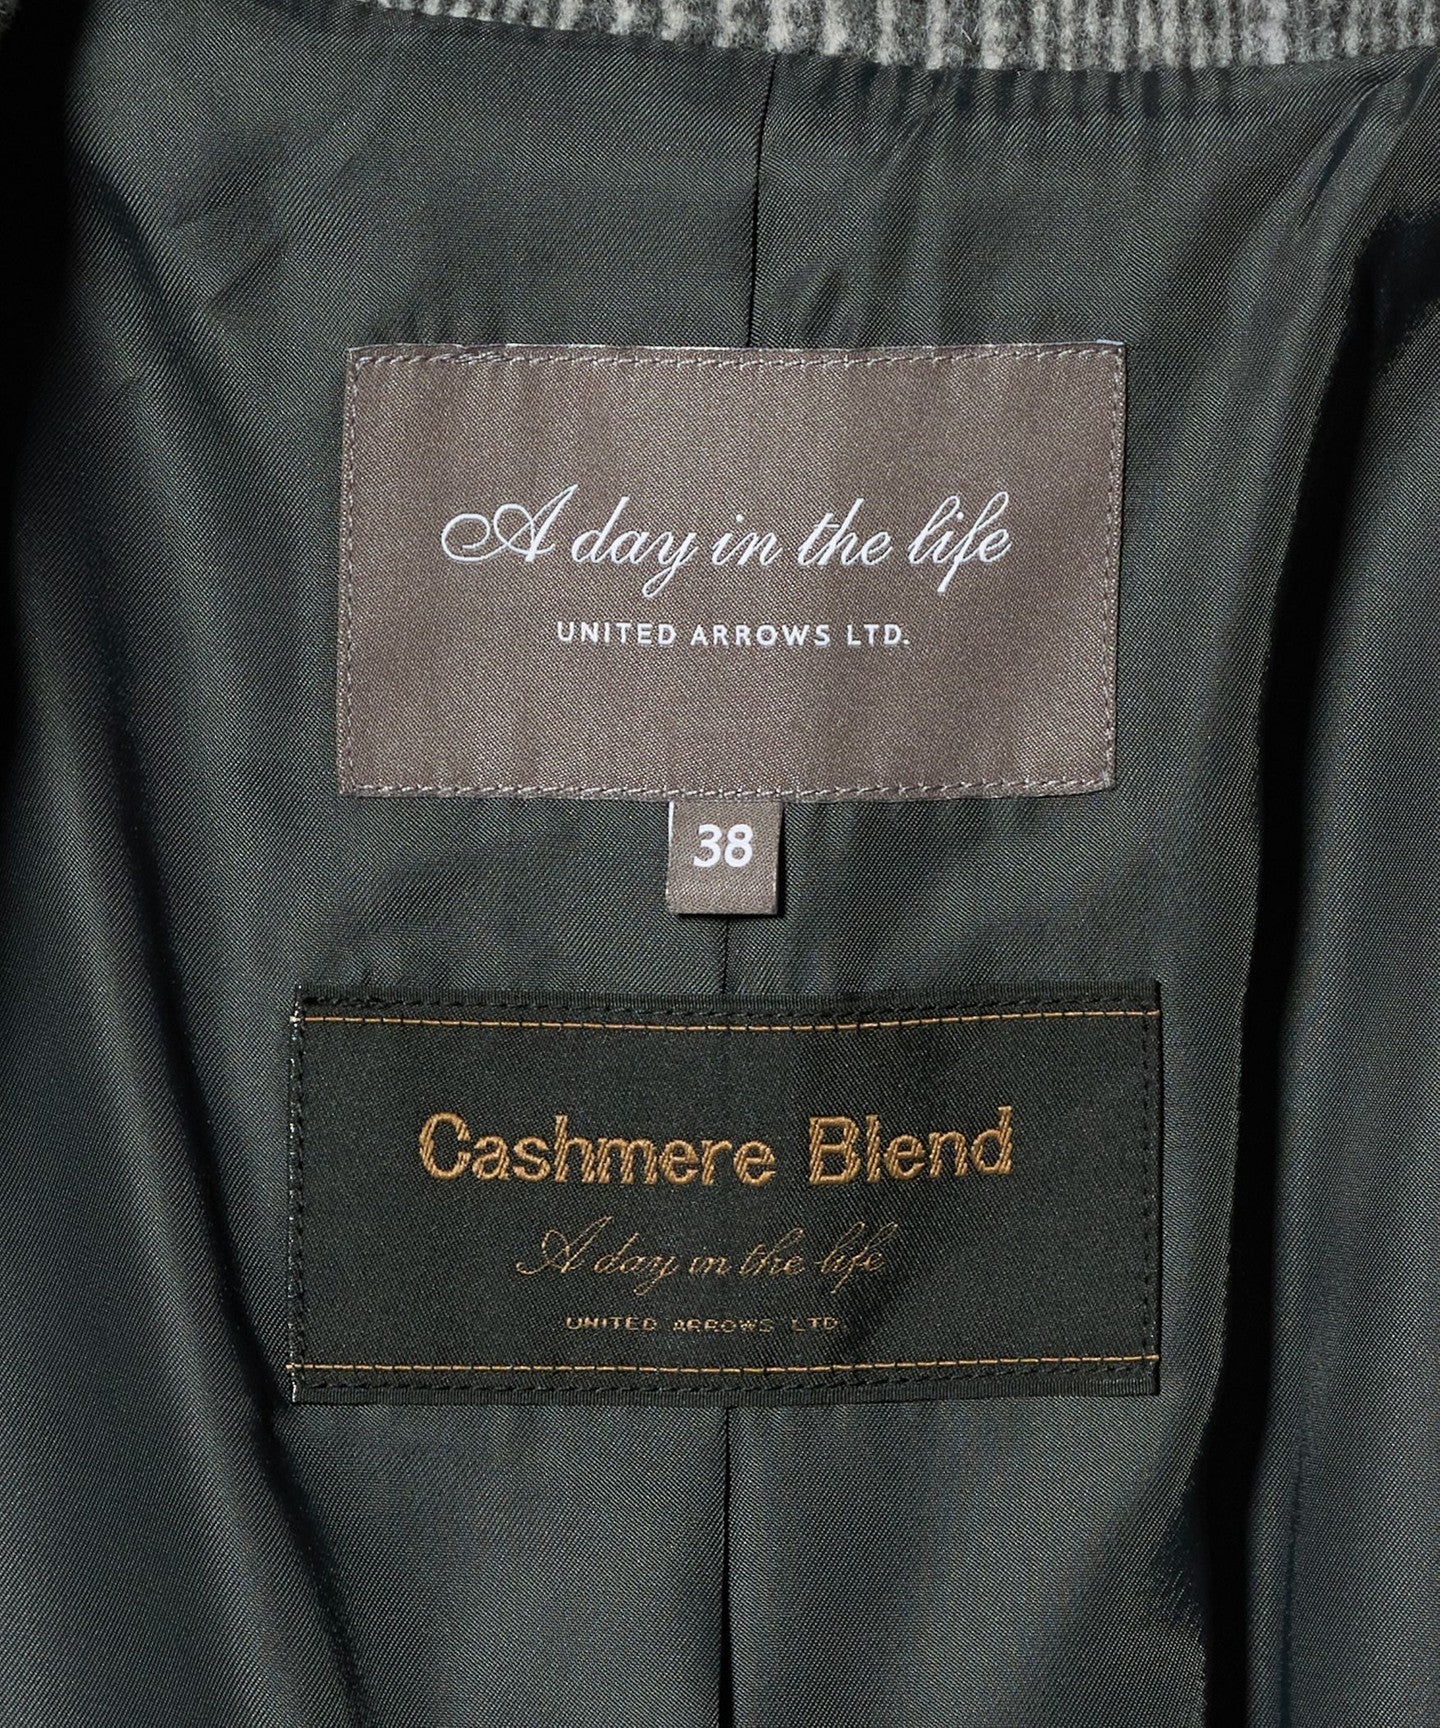 A day in the life
UNITED ARROWS LTD.
38
Cashmere Blend
A day in the life
UNITED ARROWS LTD.